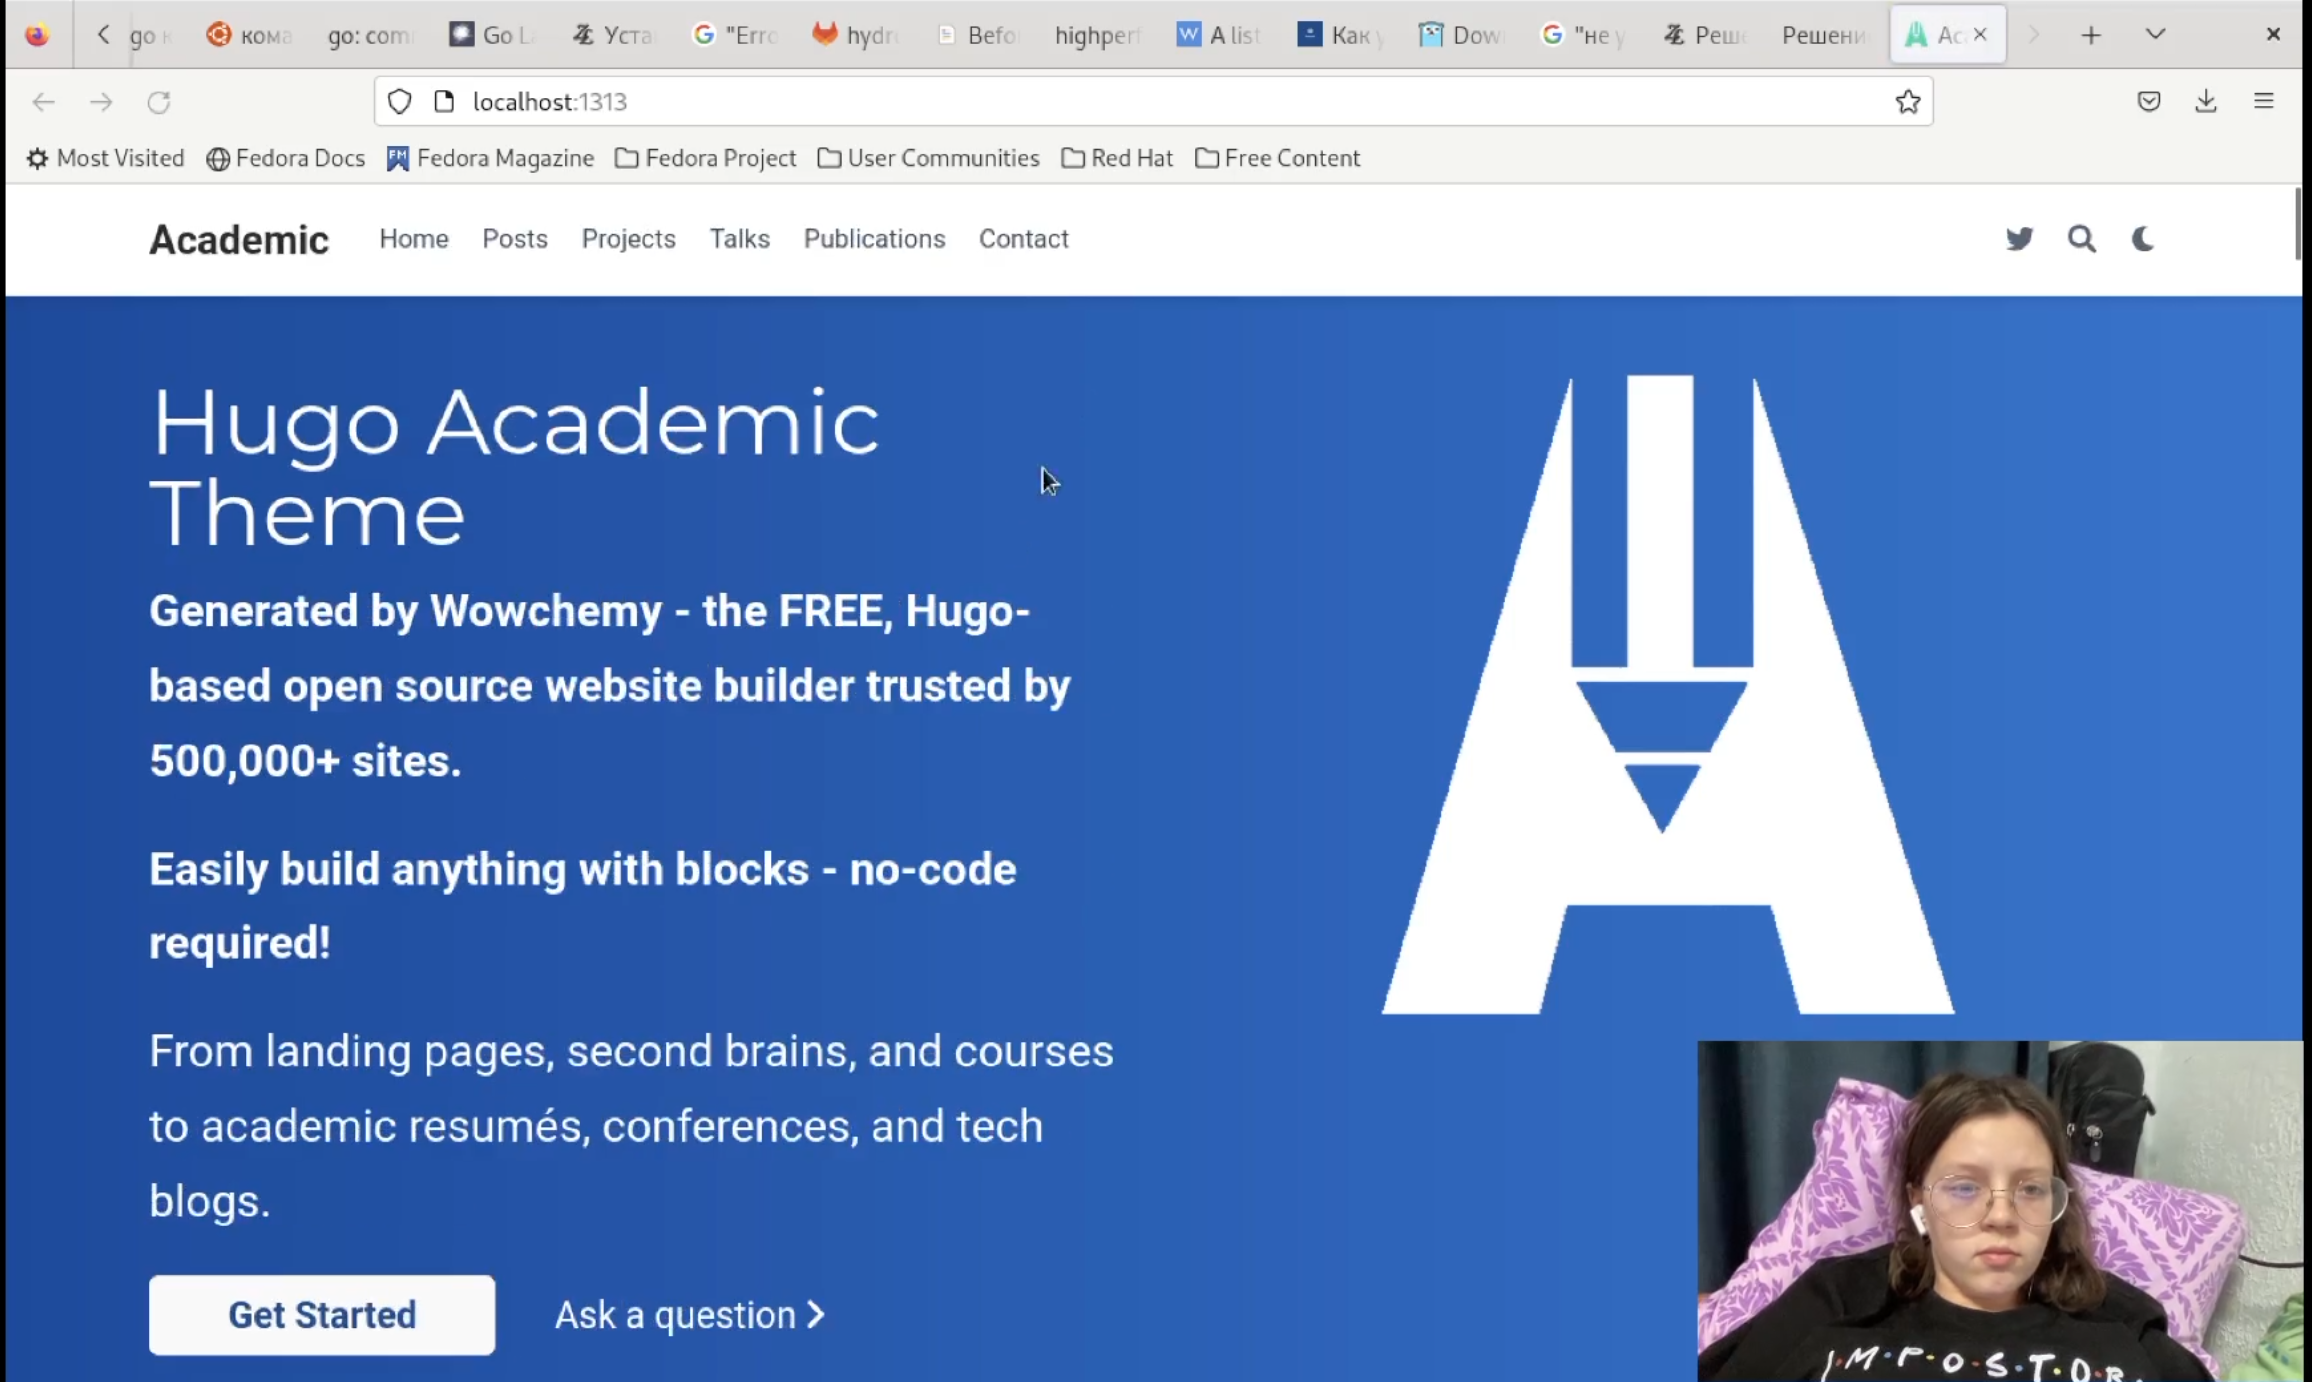 go кома go: com Go L Уста "Erro hydr Befo highperf A list Как Dow "не у Реше Решени Ac
localhost:1313
Most Visited Fedora Docs Fedora Magazine Fedora Project User Communities Red Hat Free Content
Academic Home Posts Projects Talks Publications Contact
Hugo Academic
Theme
Generated by Wowchemy - the FREE, Hugo-
based open source website builder trusted by
500,000+ sites.
Easily build anything with blocks - no-code
required!
From landing pages, second brains, and courses
to academic resumés, conferences, and tech
blogs.
Get Started Ask a question
I.M.P.O.S.T.O.R.